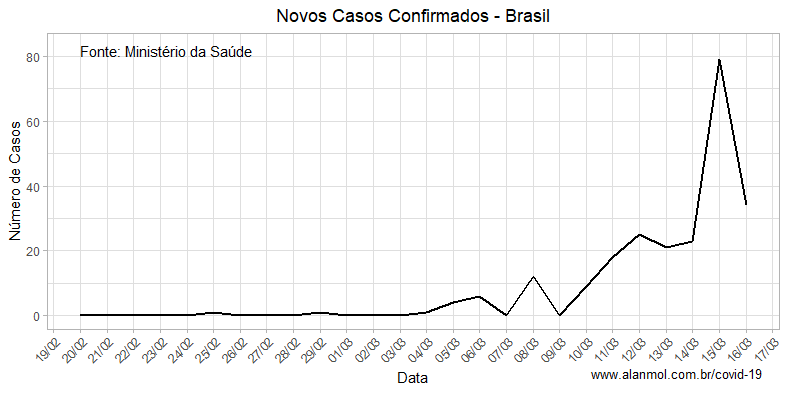 Novos Casos Confirmados - Brasil
Fonte: Ministério da Saúde
Número de Casos
80
60
40
20
0
19/02 20/02 21/02 22/02 23/02 24/02 25/02 26/02 27/02 28/02 29/02 01/03 02/03 03/03 04/03 05/03 06/03 07/03 08/03 09/03 10/03 11/03 12/03 13/03 14/03 15/03 16/03 17/03
Data
www.alanmol.com.br/covid-19